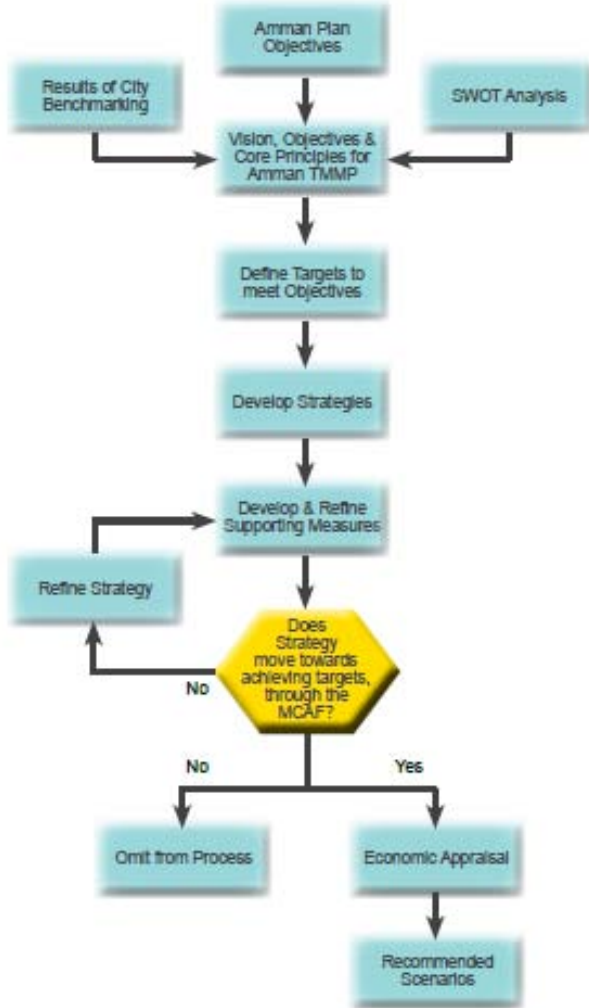 Amman Plan
Objectives
Results of City
Benchmarking
SWOT Analysis
Vision, Objectives &
Core Principles for
Amman TMMP
Define Targets to
meet Objectives
Develop Strategies
Develop & Refine
Supporting Measures
Refine Strategy
Does
Strategy
move towards
achieving targets,
through the
MCAF?
No
No
Yes
Omit from Process
Economic Appraisal
Recommended
Scenarios